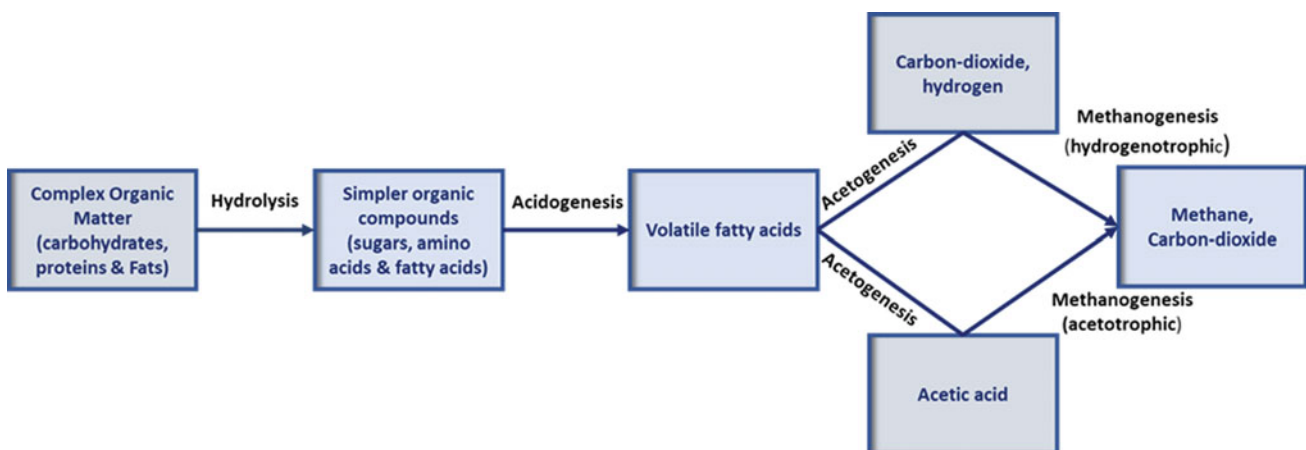 Complex Organic
Matter
(carbohydrates,
proteins & Fats)
Hydrolysis
Simpler organic
compounds
(sugars, amino
acids & fatty acids)
Acidogenesis
Volatile fatty acids
Acetogenesis
Acetogenesis
Carbon-dioxide,
hydrogen
Acetic acid
Methanogenesis
(hydrogenotrophic)
Methanogenesis
(acetotrophic)
Methane,
Carbon-dioxide